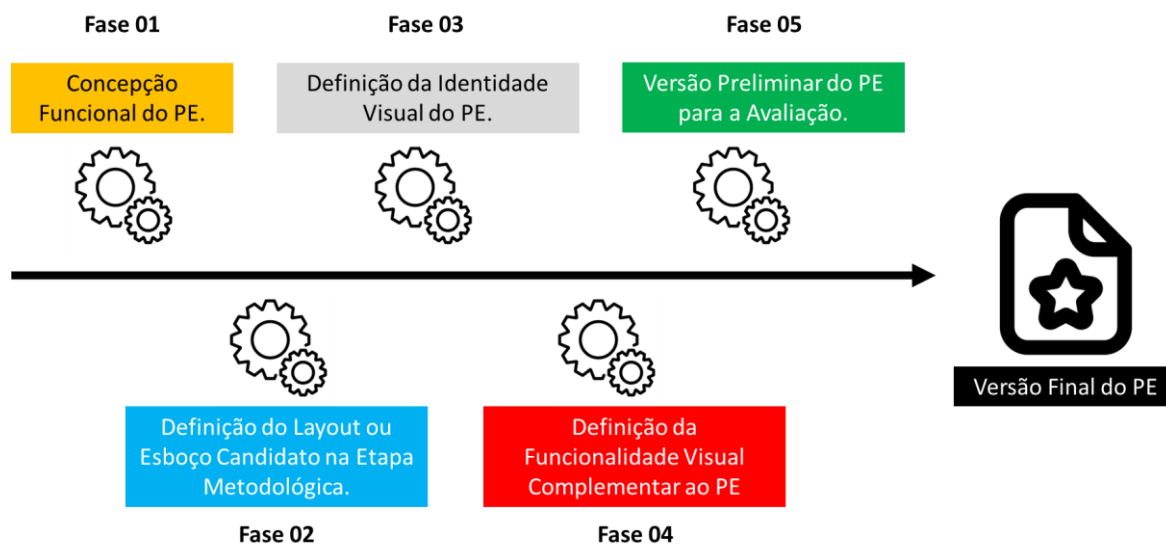 Fase 01
Concepção
Funcional do PE.
Fase 03
Definição da Identidade
Visual do PE.
Fase 05
Versão Preliminar do PE
para a Avaliação.
Versão Final do PE
Definição do Layout ou
Esboço Candidato na Etapa
Metodológica.
Fase 02
Definição da
Funcionalidade Visual
Complementar ao PE
Fase 04